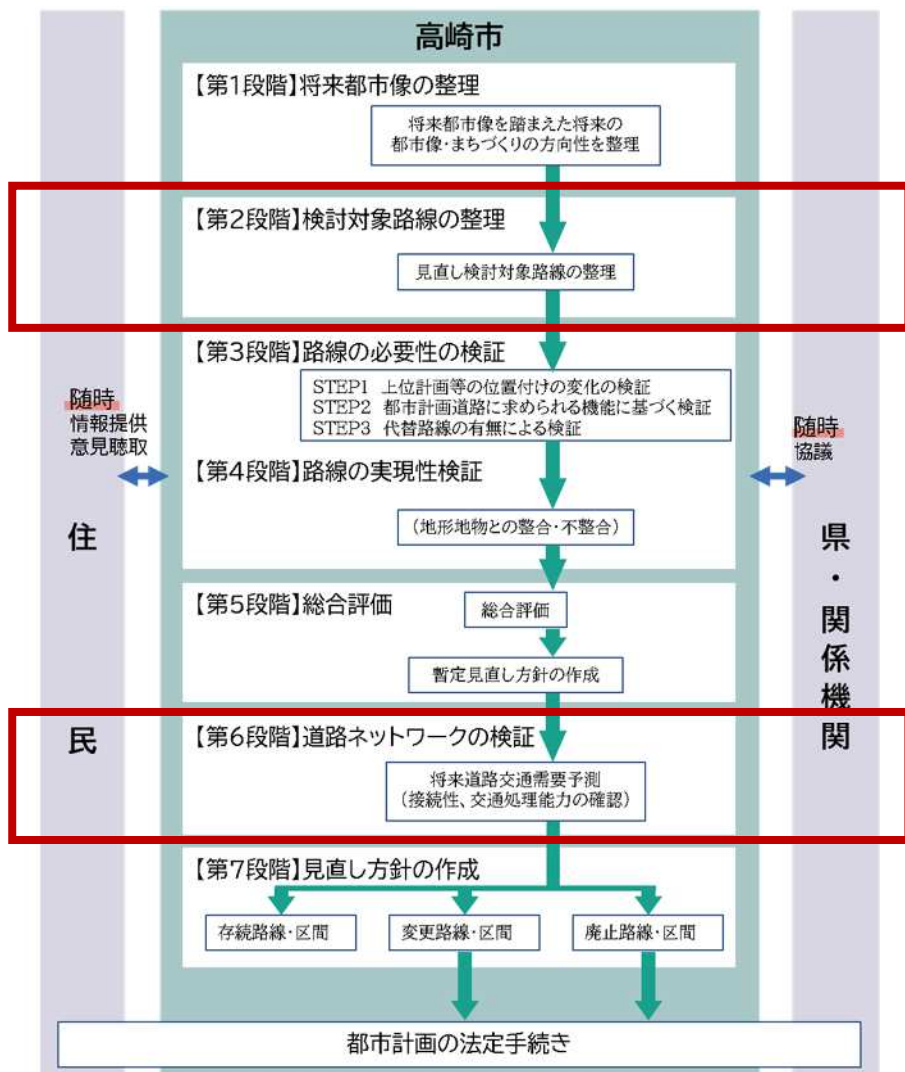 高崎市
【第1段階】将来都市像の整理
将来都市像を踏まえた将来の
都市像・まちづくりの方向性を整理
【第2段階】検討対象路線の整理
見直し検討対象路線の整理
【第3段階】路線の必要性の検証
STEP1 上位計画等の位置付けの変化の検証
STEP2 都市計画道路に求められる機能に基づく検証
STEP3 代替路線の有無による検証
【第4段階】路線の実現性検証
(地形地物との整合・不整合)
【第5段階】総合評価
総合評価
暫定見直し方針の作成
【第6段階】道路ネットワークの検証
将来道路交通需要予測
(接続性、交通処理能力の確認)
【第7段階】見直し方針の作成
存続路線・区間
変更路線・区間
廃止路線・区間
都市計画の法定手続き
随時
情報提供
意見聴取
住民
随時
協議
県・関係機関